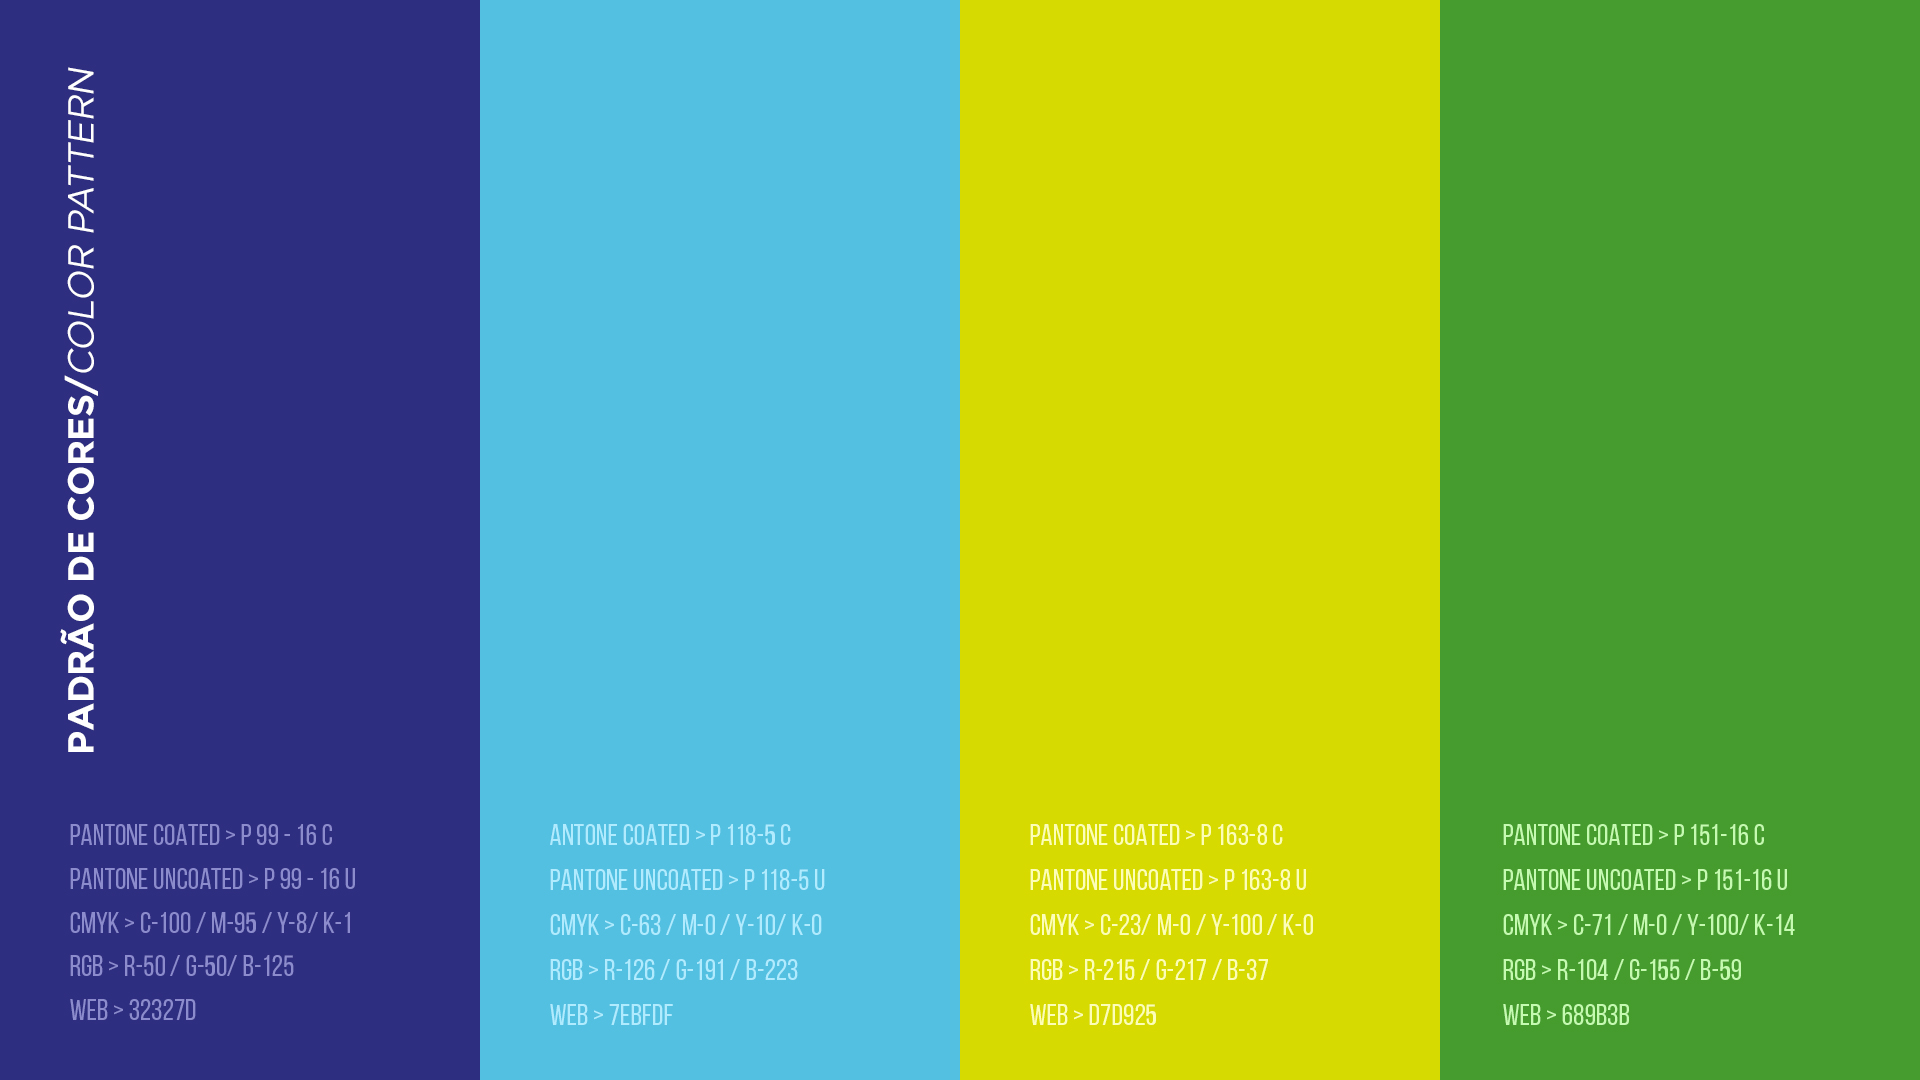 PADRÃO DE CORES/COLOR PATTERN
PANTONE COATED > P 99 - 16 C
PANTONE UNCOATED > P 99 - 16 U
CMYK > C-100 / M-95 / Y-8/ K-1
RGB > R-50 / G-50/ B-125
WEB > 32327D
ANTONE COATED > P 118-5 C
PANTONE UNCOATED > P 118-5 U
CMYK > C-63 / M-0 / Y-10/ K-0
RGB > R-126 / G-191 / B-223
WEB > 7EBFDF
PANTONE COATED > P 163-8 C
PANTONE UNCOATED > P 163-8 U
CMYK > C-23/ M-0 / Y-100 / K-0
RGB > R-215 / G-217 / B-37
WEB > D7D925
PANTONE COATED > P 151-16 C
PANTONE UNCOATED > P 151-16 U
CMYK > C-71 / M-0 / Y-100/ K-14
RGB > R-104 / G-155 / B-59
WEB > 689B3B